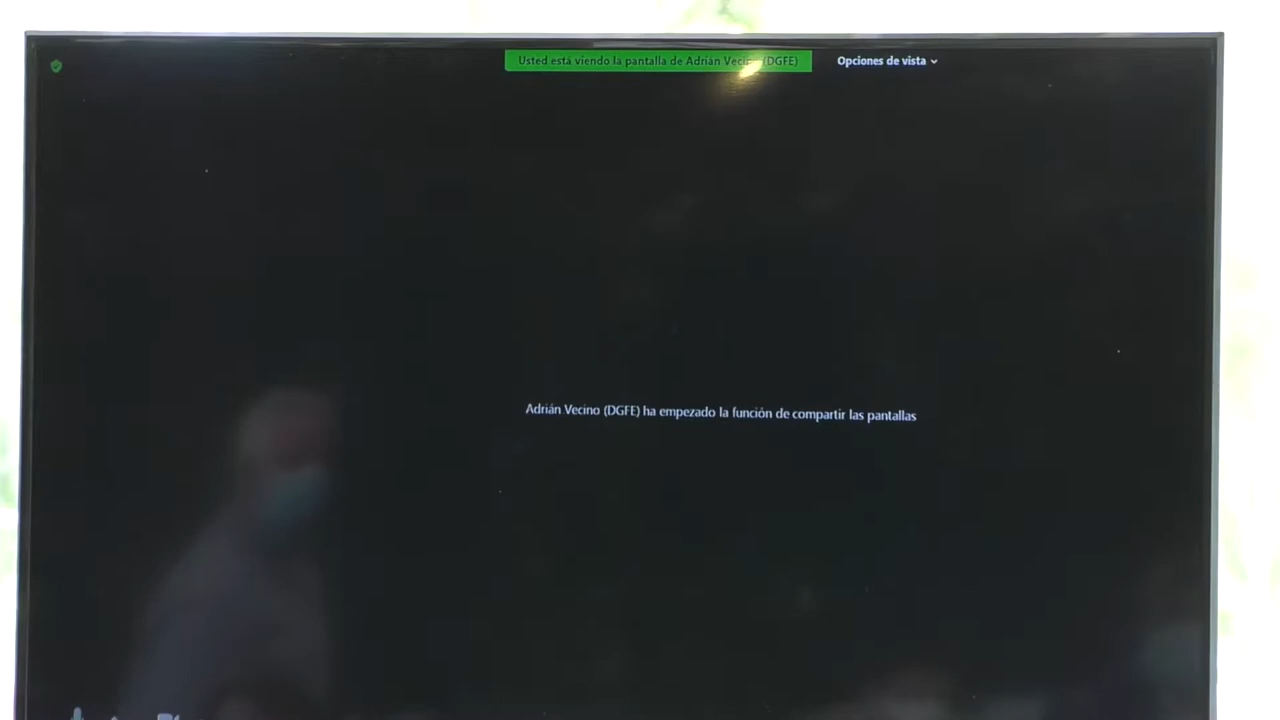 Usted está viendo la pantalla de Adrián Vecino (DGFE)
Opciones de vista
Adrián Vecino (DGFE) ha empezado la función de compartir las pantallas